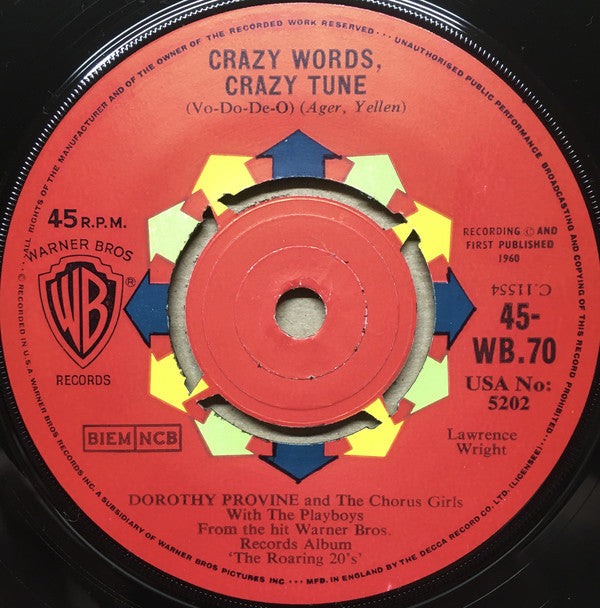 CRAZY WORDS,
CRAZY TUNE
(Vo-Do-De-O) (Ager, Yellen)
45 R.P.M.
WARNER BROS
WB
®
RECORDS
BIEM NCB
RECORDING © AND
FIRST PUBLISHED
1960
C.11554
45-
WB.70
USA No:
5202
Lawrence
Wright
DOROTHY PROVINE and The Chorus Girls
With The Playboys
From the hit Warner Bros.
Records Album
'The Roaring 20's'
ALL RIGHTS OF THE MANUFACTURER AND OF THE OWNER OF THE RECORDED WORK RESERVED... UNAUTHORISED PUBLIC PERFORMANCE BROADCASTING AND COPYING OF THIS RECORD PROHIBITED...
© RECORDED IN U.S.A. WARNER BROS RECORDS INC. A SUBSIDIARY OF WARNER BROS PICTURES INC ••• MFD. IN ENGLAND BY THE DECCA RECORD CO. LTD. (LICENSEE)...